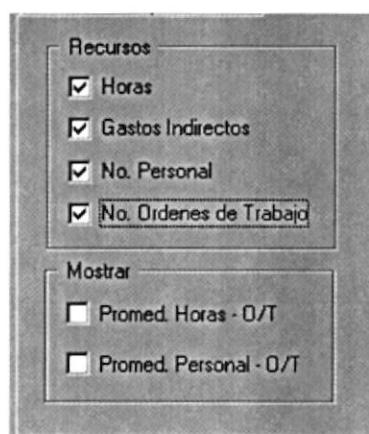 Recursos
Horas
Gastos Indirectos
No. Personal
No. Ordenes de Trabajo
Mostrar
Promed. Horas - O/T
Promed. Personal - O/T